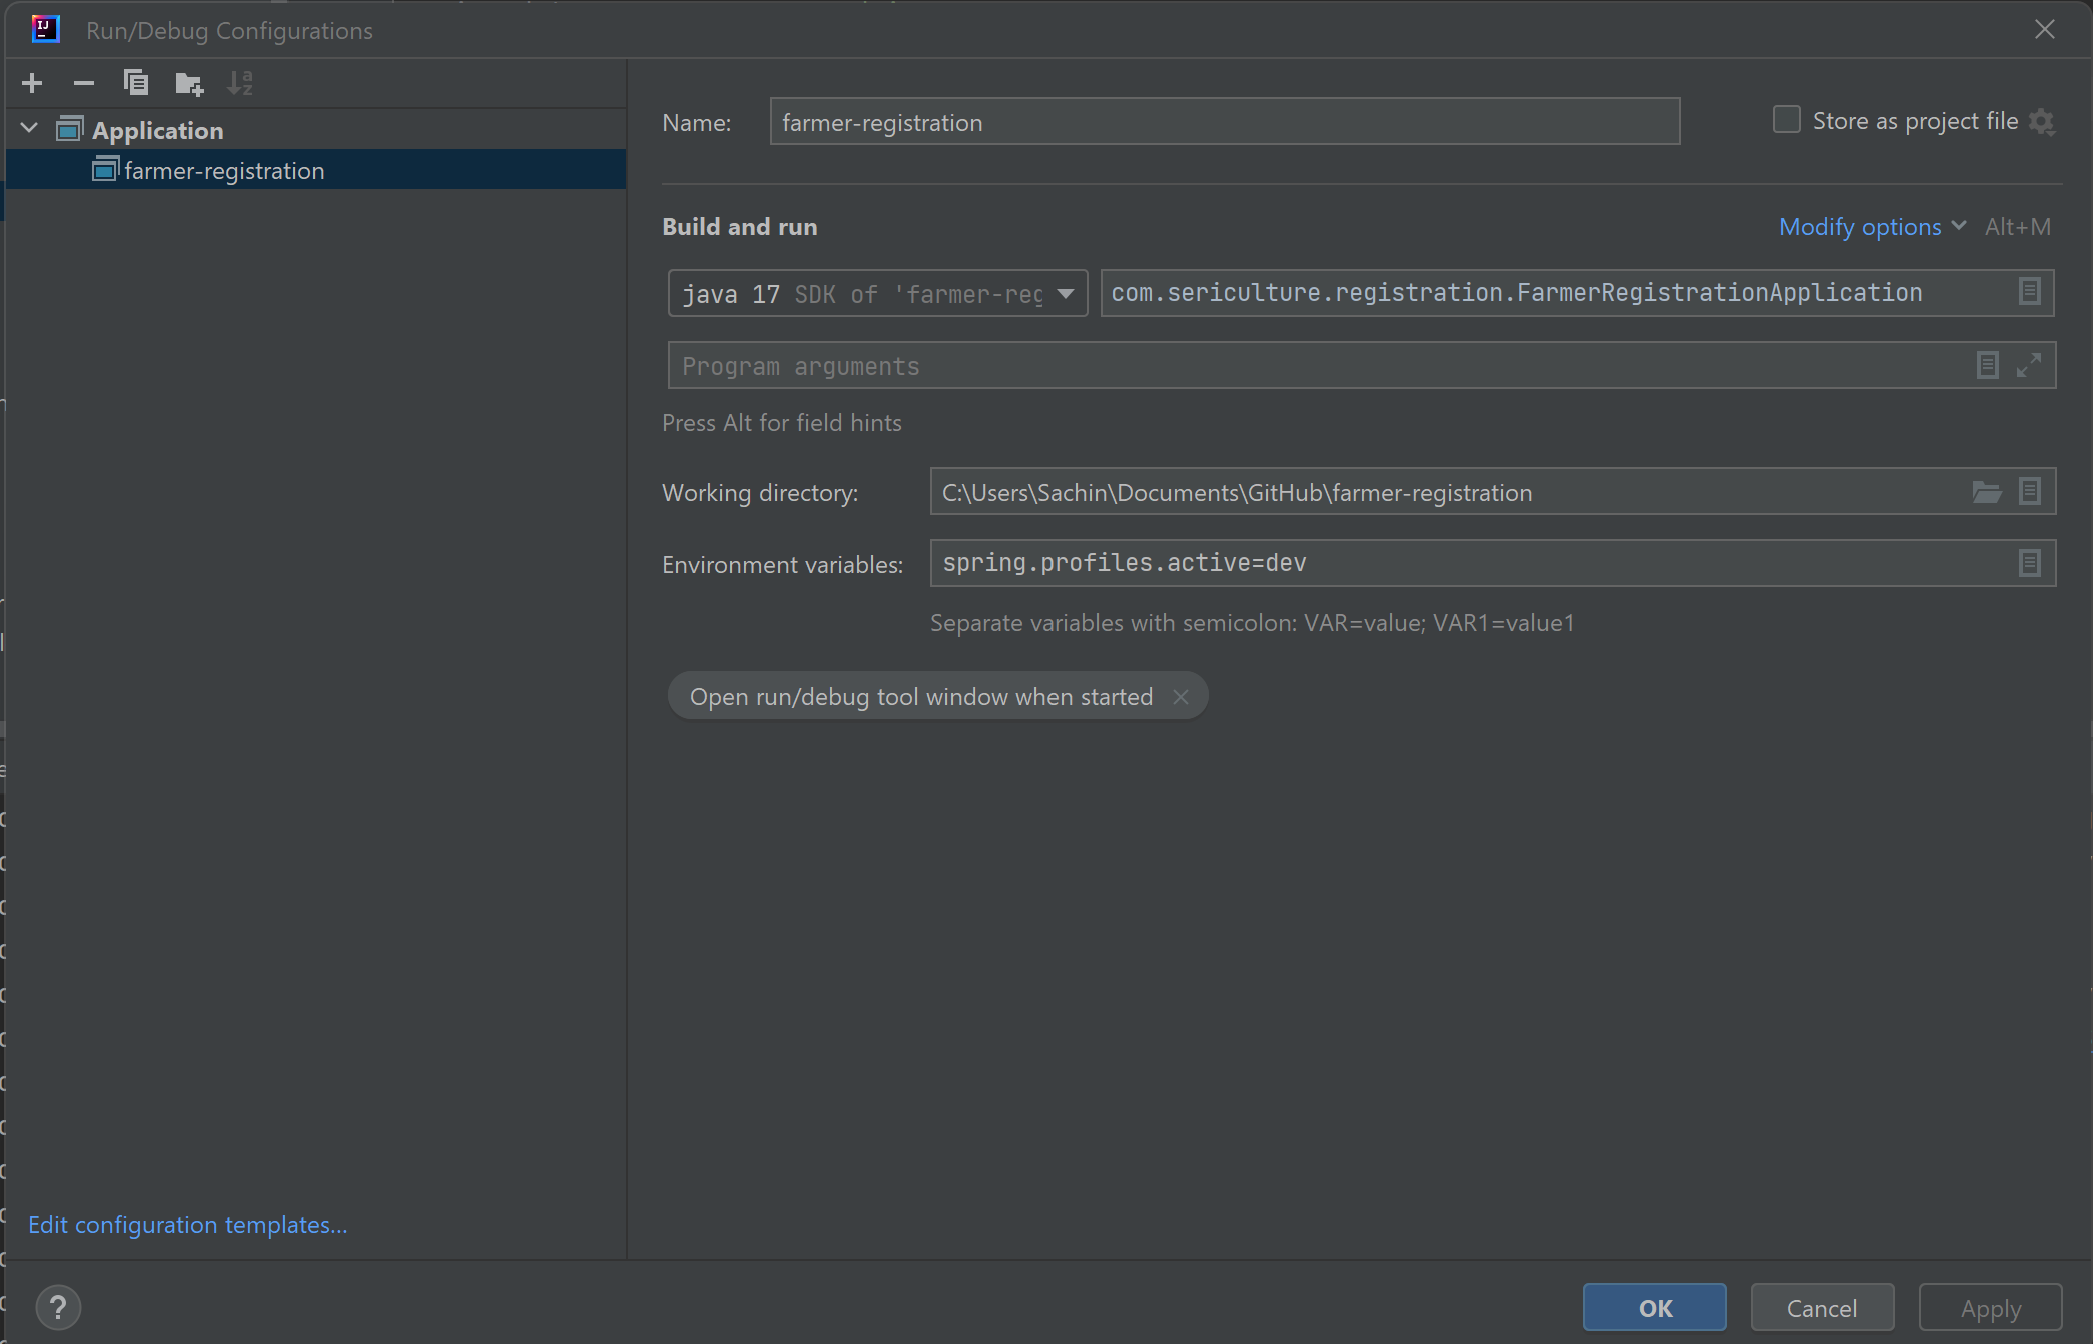 Run/Debug Configurations
Application
farmer-registration
Edit configuration templates...
Name:
farmer-registration
Store as project file
Build and run
Modify options
Alt+M
java 17 SDK of 'farmer-reg
com.sericulture.registration.FarmerRegistrationApplication
Program arguments
Press Alt for field hints
Working directory:
C:\Users\Sachin\Documents\GitHub\farmer-registration
Environment variables:
spring.profiles.active=dev
Separate variables with semicolon: VAR=value; VAR1=value1
Open run/debug tool window when started
?
OK
Cancel
Apply